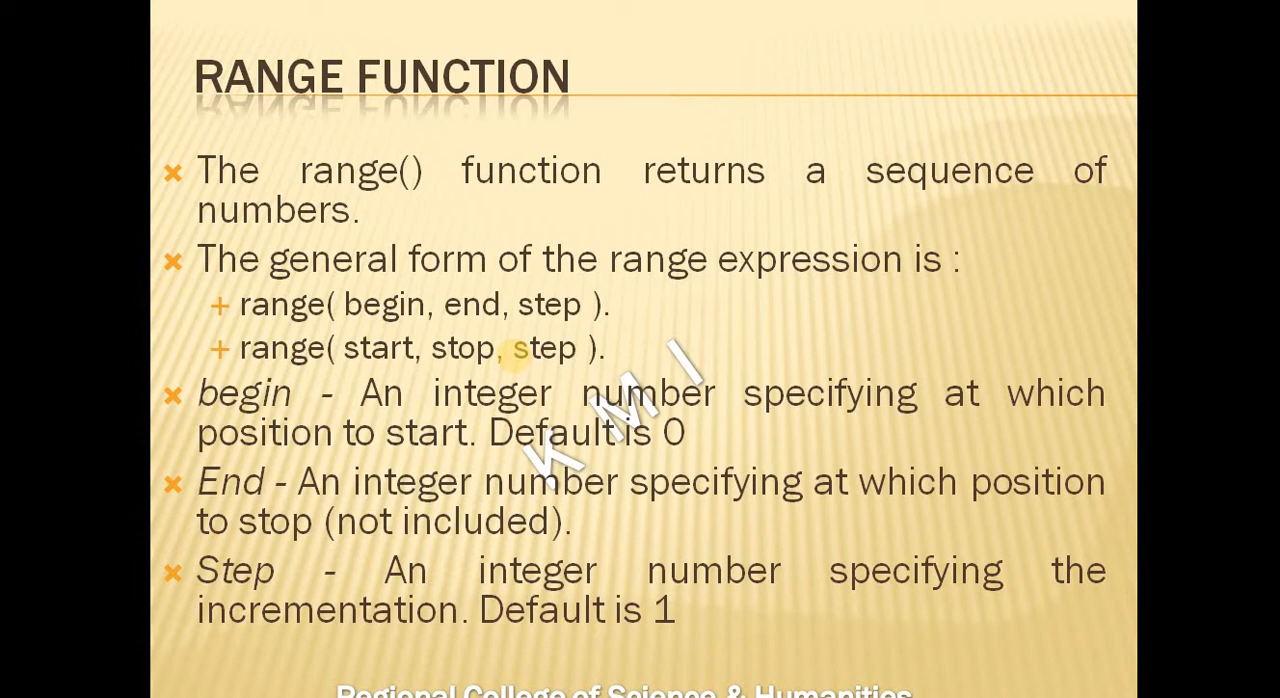 RANGE FUNCTION
The range() function returns a sequence of
numbers.
The general form of the range expression is :
range( begin, end, step ).
range( start, stop, step ).
begin - An integer number specifying at which
position to start. Default is 0
End - An integer number specifying at which position
to stop (not included).
Step - An integer number specifying the
incrementation. Default is 1
K M I
Regional College of Science & Humanities